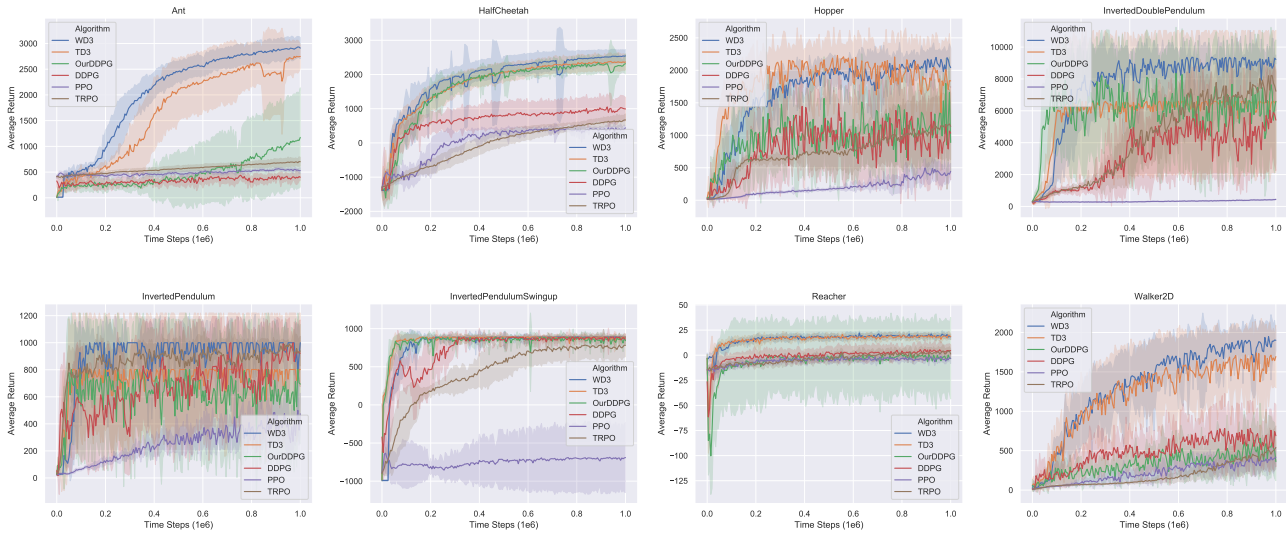 Ant
Average Return
3000
2500
2000
1500
1000
500
0
Algorithm
WD3
TD3
OurDDPG
DDPG
PPO
TRPO
0.0 0.2 0.4 0.6 0.8 1.0
Time Steps (1e6)
HalfCheetah
Average Return
3000
2000
1000
0
−1000
−2000
Algorithm
WD3
TD3
OurDDPG
DDPG
PPO
TRPO
0.0 0.2 0.4 0.6 0.8 1.0
Time Steps (1e6)
Hopper
Average Return
2500
2000
1500
1000
500
0
Algorithm
WD3
TD3
OurDDPG
DDPG
PPO
TRPO
0.0 0.2 0.4 0.6 0.8 1.0
Time Steps (1e6)
InvertedDoublePendulum
Average Return
10000
8000
6000
4000
2000
0
Algorithm
WD3
TD3
OurDDPG
DDPG
PPO
TRPO
0.0 0.2 0.4 0.6 0.8 1.0
Time Steps (1e6)
InvertedPendulum
Average Return
1200
1000
800
600
400
200
0
Algorithm
WD3
TD3
OurDDPG
DDPG
PPO
TRPO
0.0 0.2 0.4 0.6 0.8 1.0
Time Steps (1e6)
InvertedPendulumSwingup
Average Return
1000
500
0
−500
−1000
Algorithm
WD3
TD3
OurDDPG
DDPG
PPO
TRPO
0.0 0.2 0.4 0.6 0.8 1.0
Time Steps (1e6)
Reacher
Average Return
50
25
0
−25
−50
−75
−100
−125
Algorithm
WD3
TD3
OurDDPG
DDPG
PPO
TRPO
0.0 0.2 0.4 0.6 0.8 1.0
Time Steps (1e6)
Walker2D
Average Return
2000
1500
1000
500
0
Algorithm
WD3
TD3
OurDDPG
DDPG
PPO
TRPO
0.0 0.2 0.4 0.6 0.8 1.0
Time Steps (1e6)